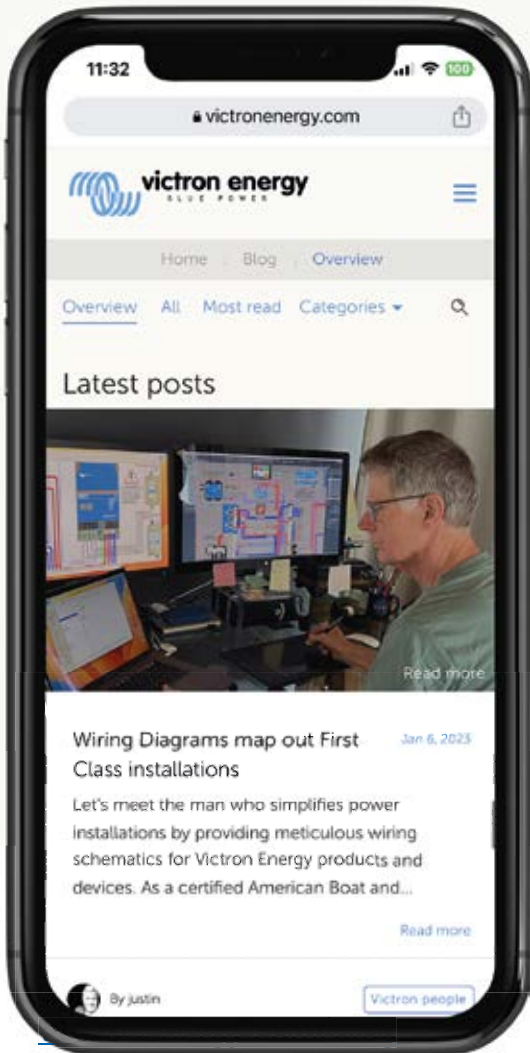 11:32
100
victronenergy.com
victron energy
BLUE POWER
Home Blog Overview
Overview All Most read Categories
Latest posts
Read more
Wiring Diagrams map out First Jan 6, 2023
Class installations
Let's meet the man who simplifies power
installations by providing meticulous wiring
schematics for Victron Energy products and
devices. As a certified American Boat and...
Read more
By justin Victron people